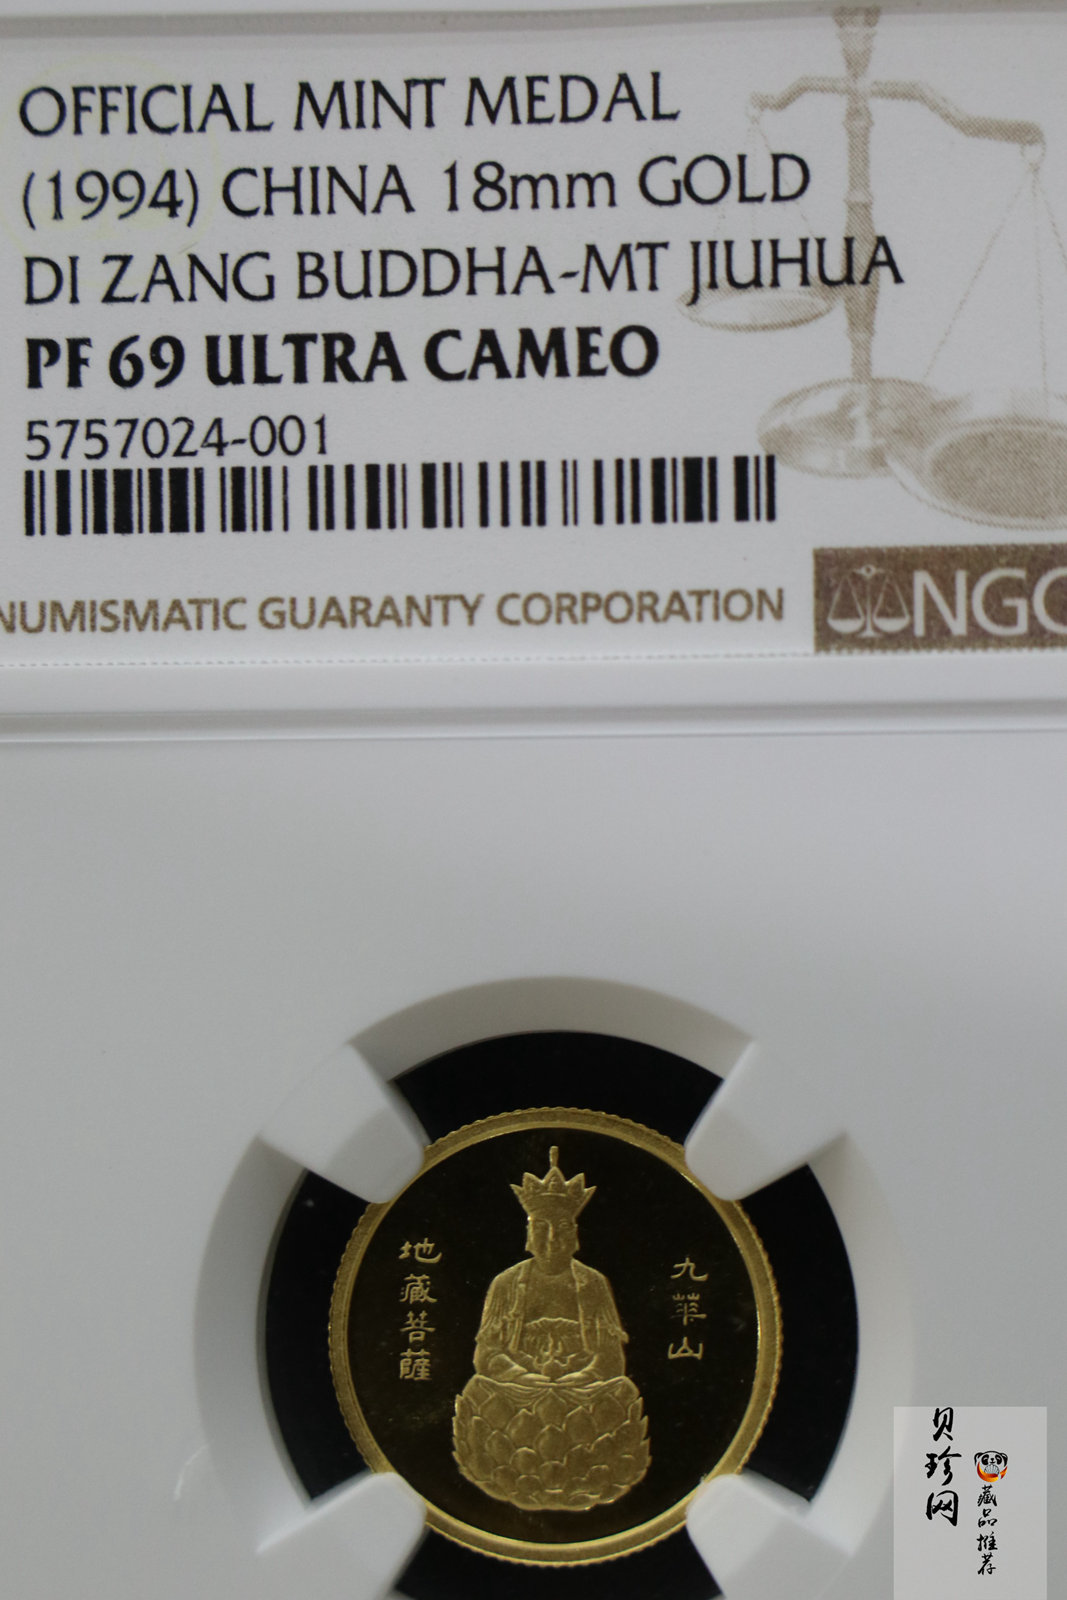 OFFICIAL MINT MEDAL
(1994) CHINA 18mm GOLD
DI ZANG BUDDHA-MT JIUHUA
PF 69 ULTRA CAMEO
5757024-001
NUMISMATIC GUARANTY CORPORATION
NGC
九華山
地藏菩薩
贝珍网
藏品推荐